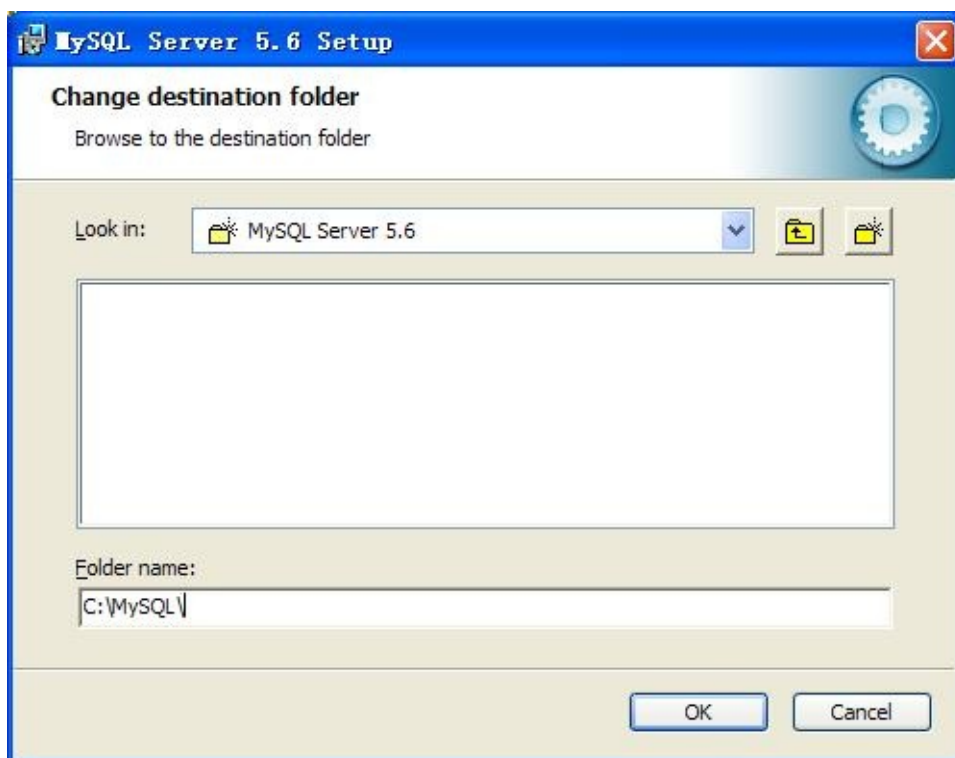 MySQL Server 5.6 Setup
Change destination folder
Browse to the destination folder
Look in:
MySQL Server 5.6
Folder name:
C:\MySQL\
OK
Cancel